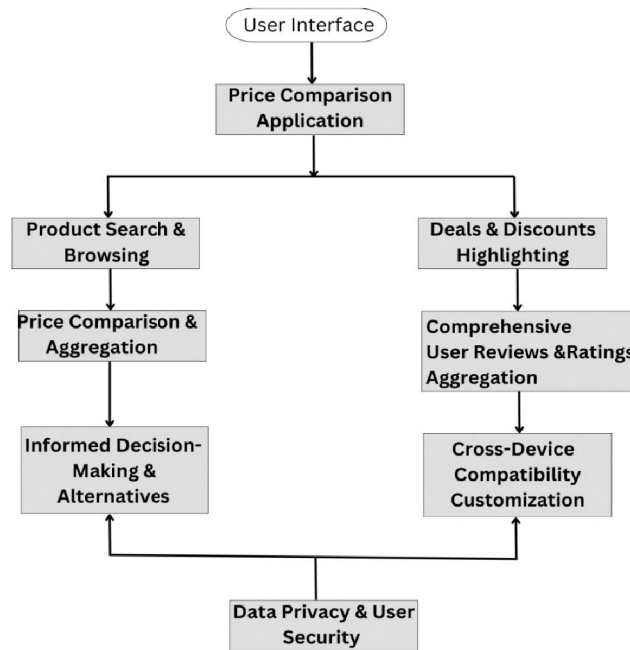 User Interface
Price Comparison
Application
Product Search &
Browsing
Deals & Discounts
Highlighting
Price Comparison &
Aggregation
Comprehensive
User Reviews &Ratings
Aggregation
Informed Decision-
Making &
Alternatives
Cross-Device
Compatibility
Customization
Data Privacy & User
Security